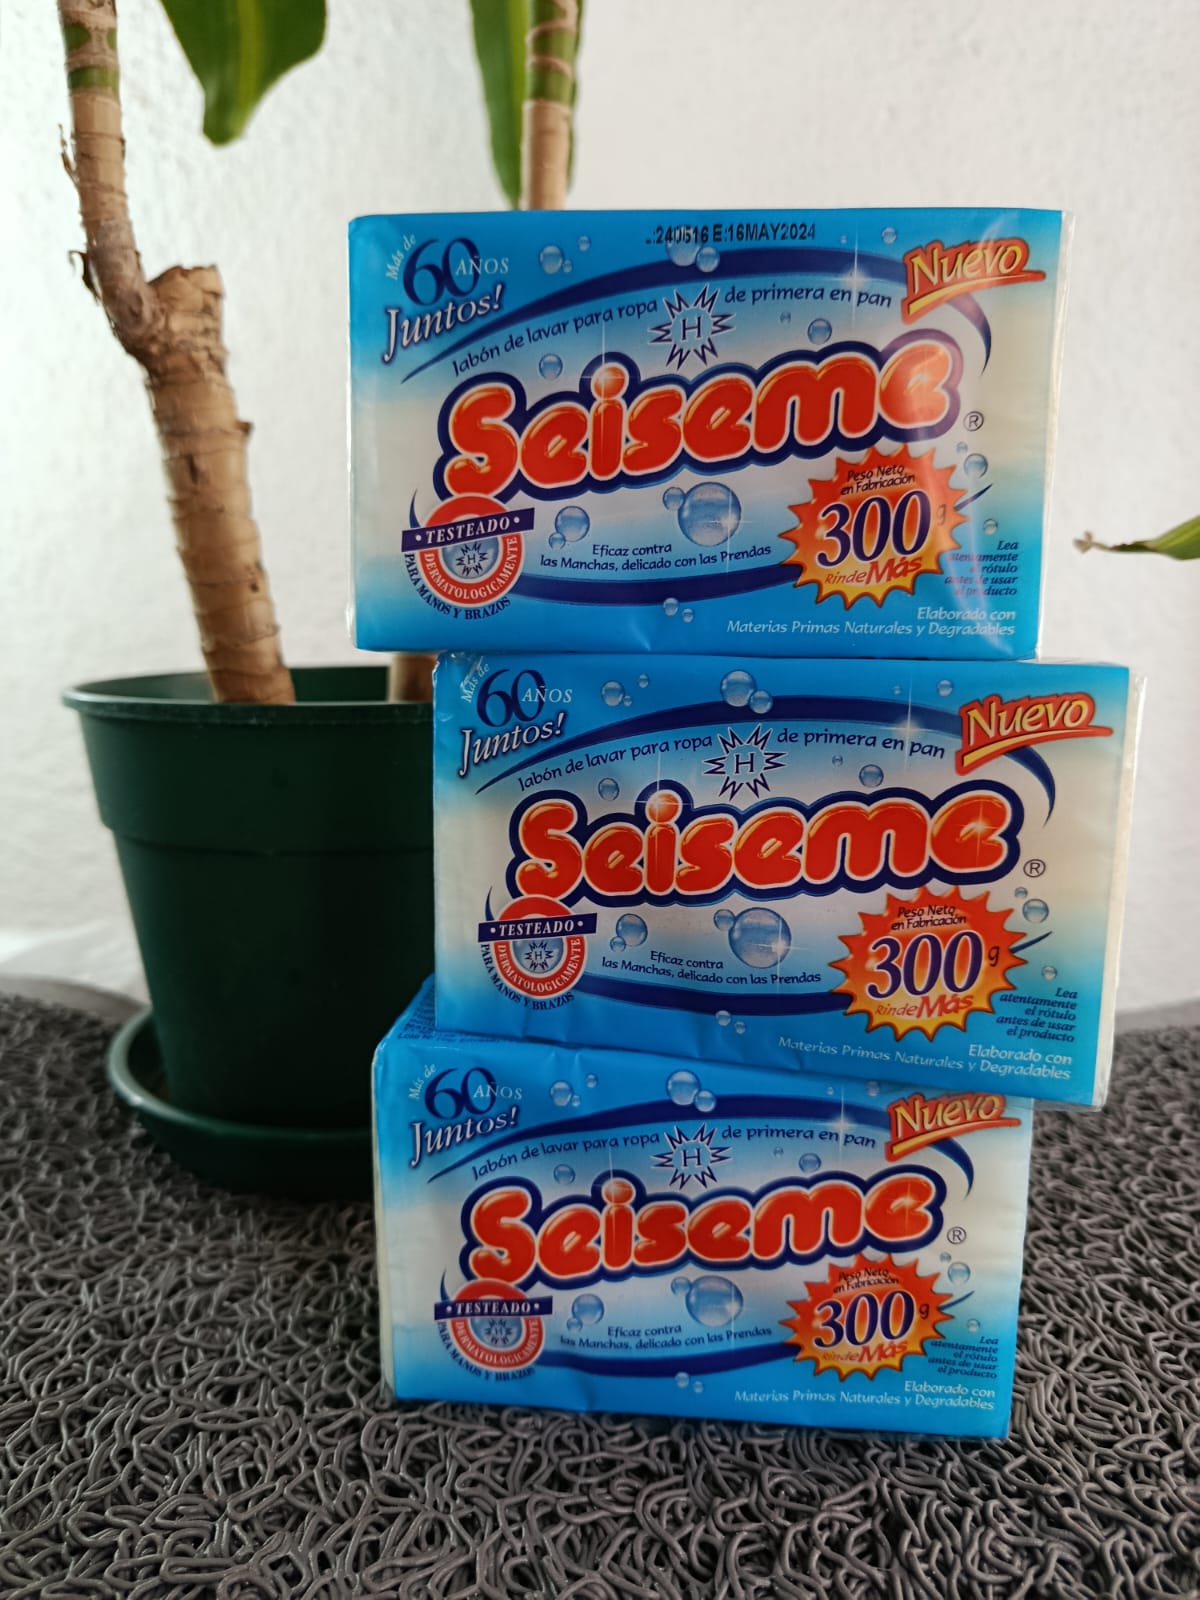 L:240516 E:16MAY2024
Más de
60 AÑOS
Juntos!
Nuevo
Jabón de lavar para ropa H de primera en pan
Seiseme®
• TESTEADO •
DERMATOLOGICAMENTE
PARA MANOS Y BRAZOS
H
Eficaz contra
las Manchas, delicado con las Prendas
Peso Neto
en Fabricación
300 g
Rinde Más
Lea
atentamente
el rótulo
antes de usar
el producto
Elaborado con
Materias Primas Naturales y Degradables
Más de
60 AÑOS
Juntos!
Nuevo
Jabón de lavar para ropa H de primera en pan
Seiseme®
• TESTEADO •
DERMATOLOGICAMENTE
PARA MANOS Y BRAZOS
H
Eficaz contra
las Manchas, delicado con las Prendas
Peso Neto
en Fabricación
300 g
Rinde Más
Lea
atentamente
el rótulo
antes de usar
el producto
Elaborado con
Materias Primas Naturales y Degradables
Más de
60 AÑOS
Juntos!
Nuevo
Jabón de lavar para ropa H de primera en pan
Seiseme®
• TESTEADO •
DERMATOLOGICAMENTE
PARA MANOS Y BRAZOS
H
Eficaz contra
las Manchas, delicado con las Prendas
Peso Neto
en Fabricación
300 g
Rinde Más
Lea
atentamente
el rótulo
antes de usar
el producto
Elaborado con
Materias Primas Naturales y Degradables